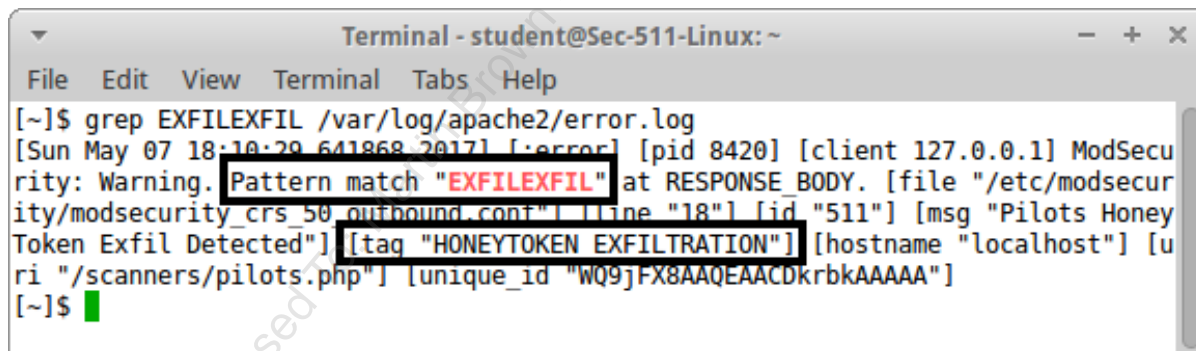 Terminal - student@Sec-511-Linux: ~
File Edit View Terminal Tabs Help
[~]$ grep EXFILEXFIL /var/log/apache2/error.log
[Sun May 07 18:10:29.641868 2017] [:error] [pid 8420] [client 127.0.0.1] ModSecu
rity: Warning. Pattern match "EXFILEXFIL" at RESPONSE_BODY. [file "/etc/modsecur
ity/modsecurity_crs_50_outbound.conf"] [line "18"] [id "511"] [msg "Pilots Honey
Token Exfil Detected"] [tag "HONEYTOKEN EXFILTRATION"] [hostname "localhost"] [u
ri "/scanners/pilots.php"] [unique_id "WQ9jFX8AAQEAACDkrbkAAAAA"]
[~]$